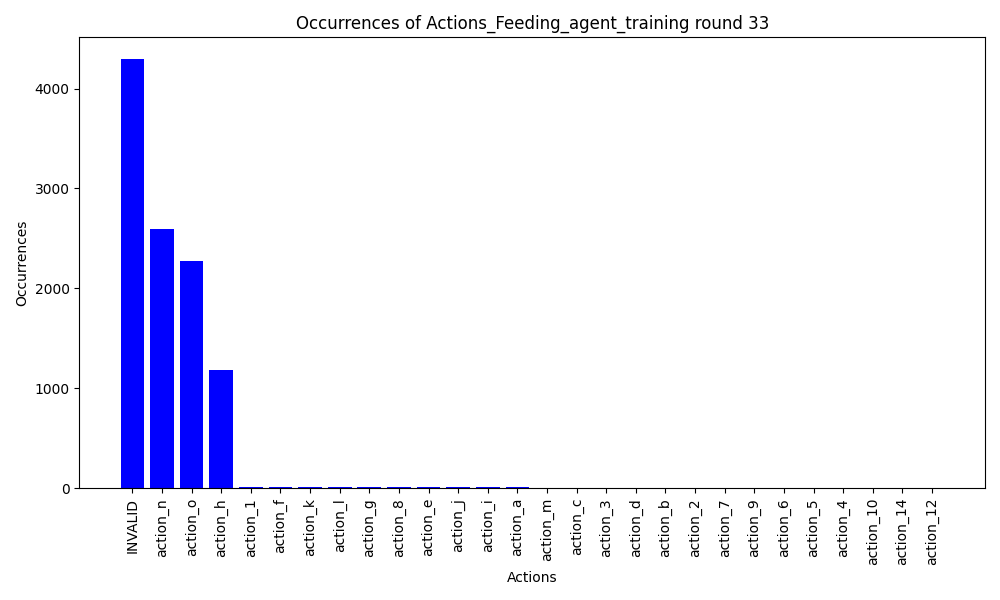 Occurrences of Actions_Feeding_agent_training round 33
Occurrences
4000
3000
2000
1000
0
INVALID
action_n
action_o
action_h
action_1
action_f
action_k
action_l
action_g
action_8
action_e
action_j
action_i
action_a
action_m
action_c
action_3
action_d
action_b
action_2
action_7
action_9
action_6
action_5
action_4
action_10
action_14
action_12
Actions